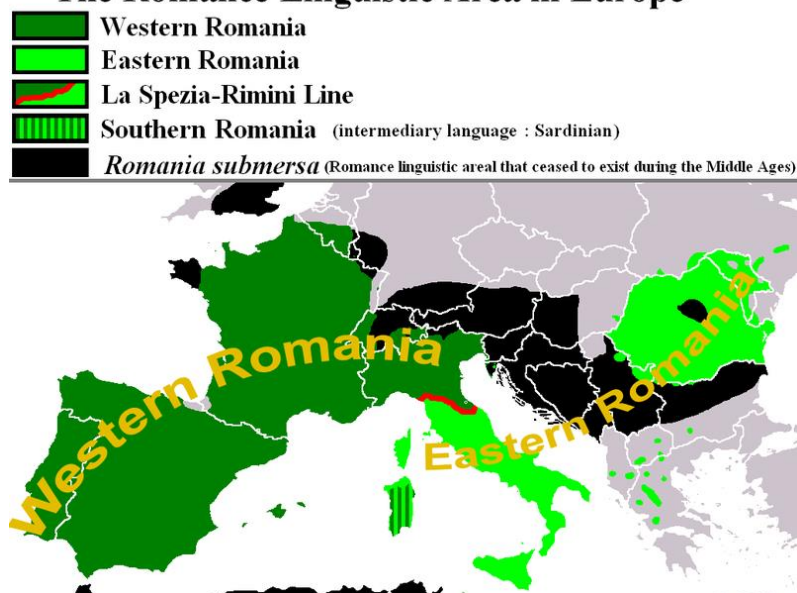 The Romance Linguistic Area in Europe
Western Romania
Eastern Romania
La Spezia-Rimini Line
Southern Romania (intermediary language : Sardinian)
Romania submersa (Romance linguistic areal that ceased to exist during the Middle Ages)
Western Romania
Eastern Romania